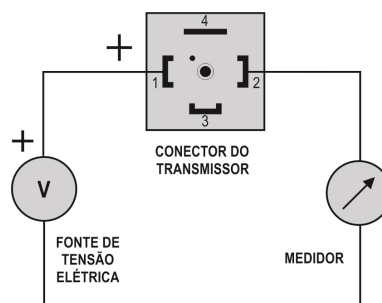 +
4
1
2
3
+
CONECTOR DO
TRANSMISSOR
V
FONTE DE
TENSÃO
ELÉTRICA
MEDIDOR